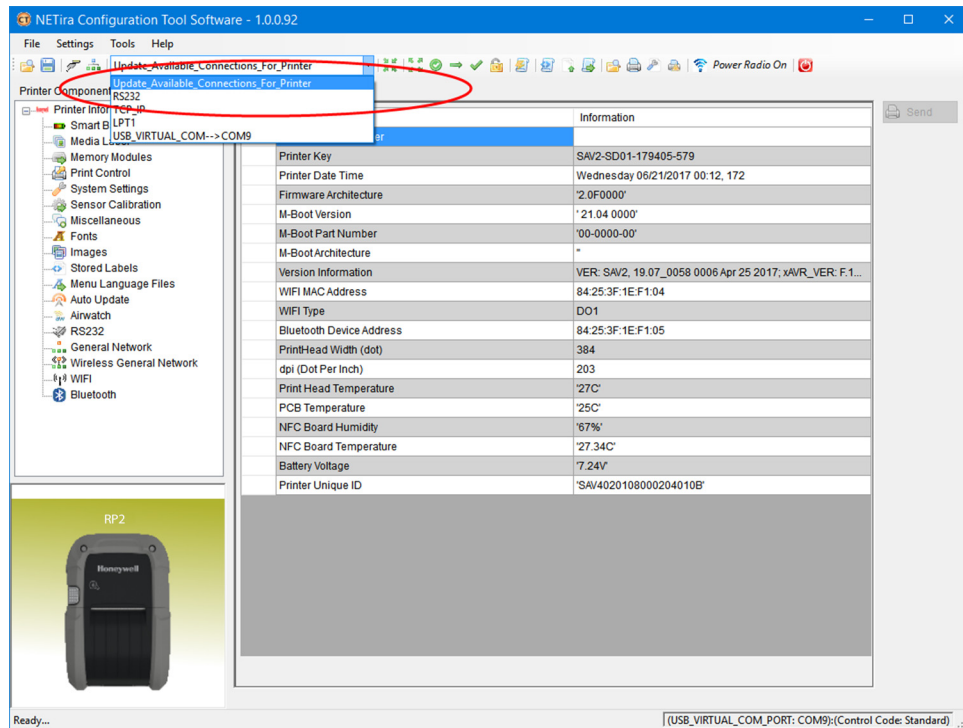 NETira Configuration Tool Software - 1.0.0.92
File Settings Tools Help
Update_Available_Connections_For_Printer
Power Radio On
Update_Available_Connections_For_Printer
RS232
TCP_IP
LPT1
USB_VIRTUAL_COM-->COM9
Printer Component
Printer Infor
Smart B
Media L
Memory Modules
Print Control
System Settings
Sensor Calibration
Miscellaneous
Fonts
Images
Stored Labels
Menu Language Files
Auto Update
Airwatch
RS232
General Network
Wireless General Network
WIFI
Bluetooth
Information
er
Printer Key SAV2-SD01-179405-579
Printer Date Time Wednesday 06/21/2017 00:12, 172
Firmware Architecture '2.0F0000'
M-Boot Version ' 21.04 0000'
M-Boot Part Number '00-0000-00'
M-Boot Architecture ''
Version Information VER: SAV2, 19.07_0058 0006 Apr 25 2017; xAVR_VER: F.1...
WIFI MAC Address 84:25:3F:1E:F1:04
WIFI Type DO1
Bluetooth Device Address 84:25:3F:1E:F1:05
PrintHead Width (dot) 384
dpi (Dot Per Inch) 203
Print Head Temperature '27C'
PCB Temperature '25C'
NFC Board Humidity '67%'
NFC Board Temperature '27.34C'
Battery Voltage '7.24V'
Printer Unique ID 'SAV4020108000204010B'
Send
RP2
Honeywell
Ready...
(USB_VIRTUAL_COM_PORT: COM9):(Control Code: Standard)